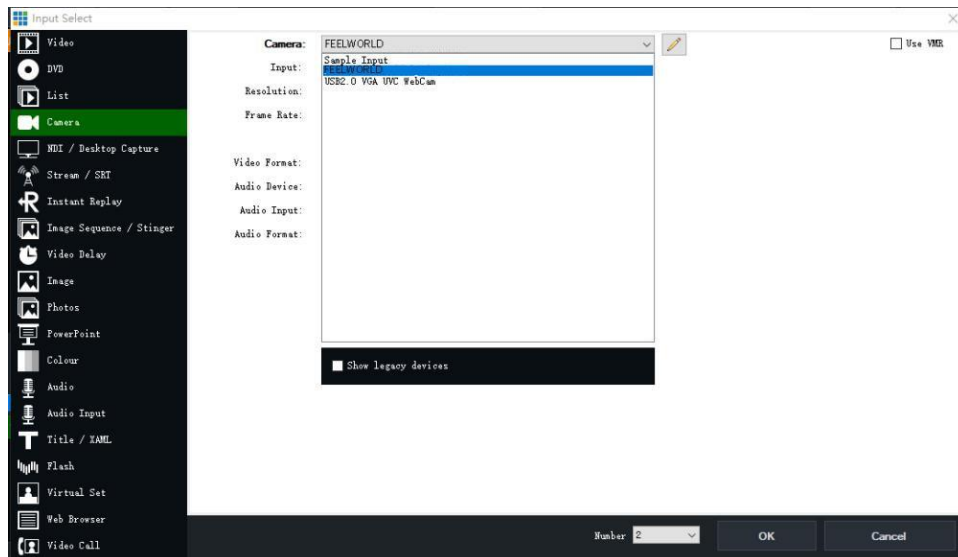 Input Select
Video
DVD
List
Camera
NDI / Desktop Capture
Stream / SRT
Instant Replay
Image Sequence / Stinger
Video Delay
Image
Photos
PowerPoint
Colour
Audio
Audio Input
Title / XAML
Flash
Virtual Set
Web Browser
Video Call
Camera: FEELWORLD
Use VMR
Input:
Resolution:
Frame Rate:
Video Format:
Audio Device:
Audio Input:
Audio Format:
Sample Input
FEELWORLD
USB2.0 VGA UVC WebCam
Show legacy devices
Number 2
OK
Cancel